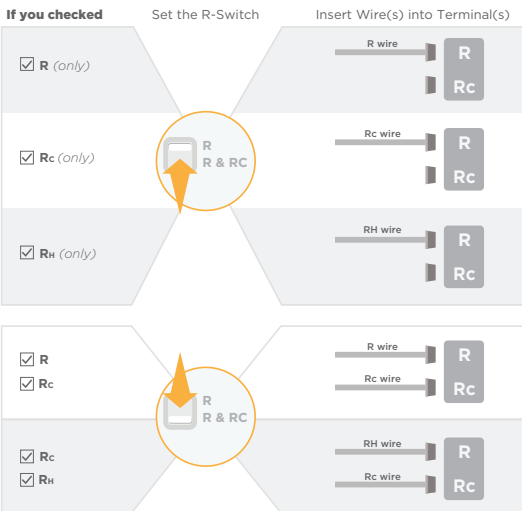 If you checked Set the R-Switch Insert Wire(s) into Terminal(s)
R (only)
R wire
R
Rc
Rc (only)
Rc wire
R
Rc
RH (only)
RH wire
R
Rc
R
R & RC
R
Rc
R wire
Rc wire
R
Rc
R
R & RC
Rc
RH
RH wire
Rc wire
R
Rc